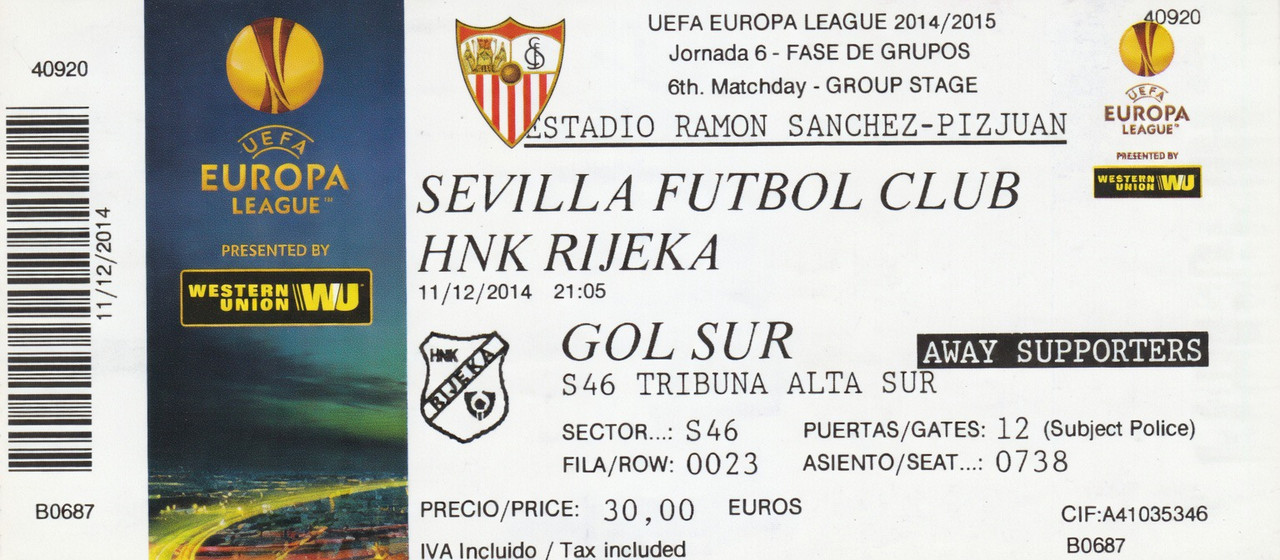 40920
11/12/2014
B0687
UEFA
EUROPA
LEAGUE™
PRESENTED BY
WESTERN
UNION WU
SFC
UEFA EUROPA LEAGUE 2014/2015
Jornada 6 - FASE DE GRUPOS
6th. Matchday - GROUP STAGE
ESTADIO RAMON SANCHEZ-PIZJUAN
40920
UEFA
EUROPA
LEAGUE™
PRESENTED BY
WESTERN
UNION WU
SEVILLA FUTBOL CLUB
HNK RIJEKA
11/12/2014 21:05
HNK
RIJEKA
GOL SUR
AWAY SUPPORTERS
S46 TRIBUNA ALTA SUR
SECTOR...: S46 PUERTAS/GATES: 12 (Subject Police)
FILA/ROW: 0023 ASIENTO/SEAT...: 0738
PRECIO/PRICE: 30,00 EUROS
CIF:A41035346
IVA Incluido / Tax included
B0687